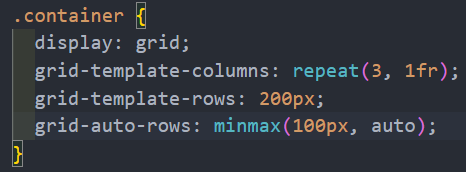 .container {
  display: grid;
  grid-template-columns: repeat(3, 1fr);
  grid-template-rows: 200px;
  grid-auto-rows: minmax(100px, auto);
}